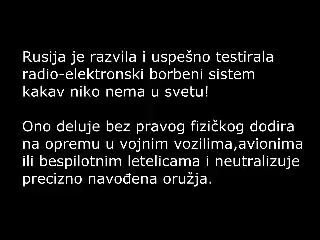 Rusija je razvila i uspešno testirala
radio-elektronski borbeni sistem
kakav niko nema u svetu!
Ono deluje bez pravog fizičkog dodira
na opremu u vojnim vozilima,avionima
ili bespilotnim letelicama i neutralizuje
precizno navođena oružja.